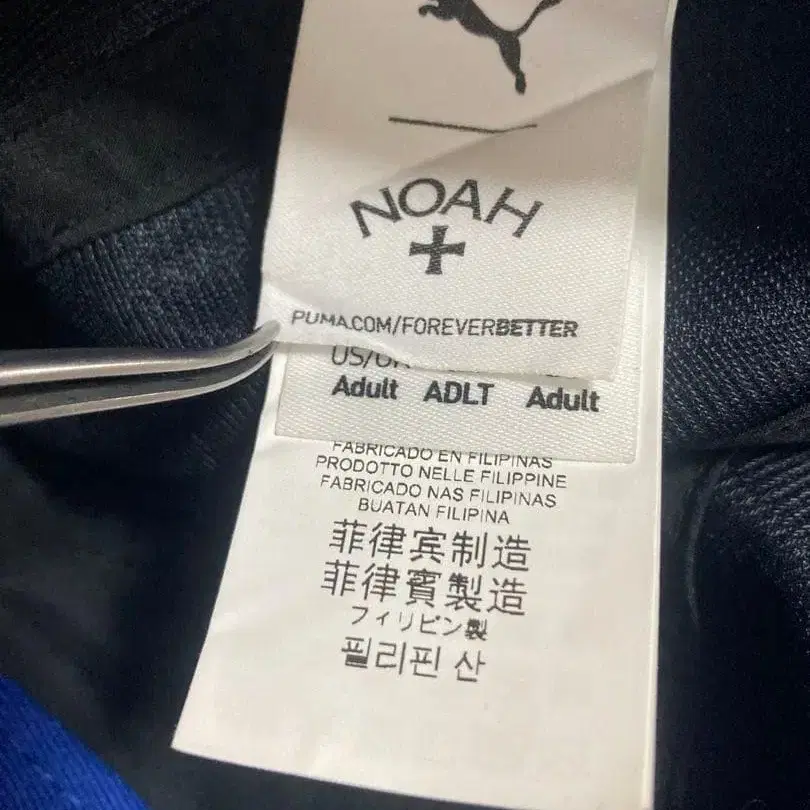 NOAH
PUMA.COM/FOREVERBETTER
US/UK
Adult ADLT Adult
FABRICADO EN FILIPINAS
PRODOTTO NELLE FILIPPINE
FABRICADO NAS FILIPINAS
BUATAN FILIPINA
菲律宾制造
菲律賓製造
フィリピン製
필리핀 산